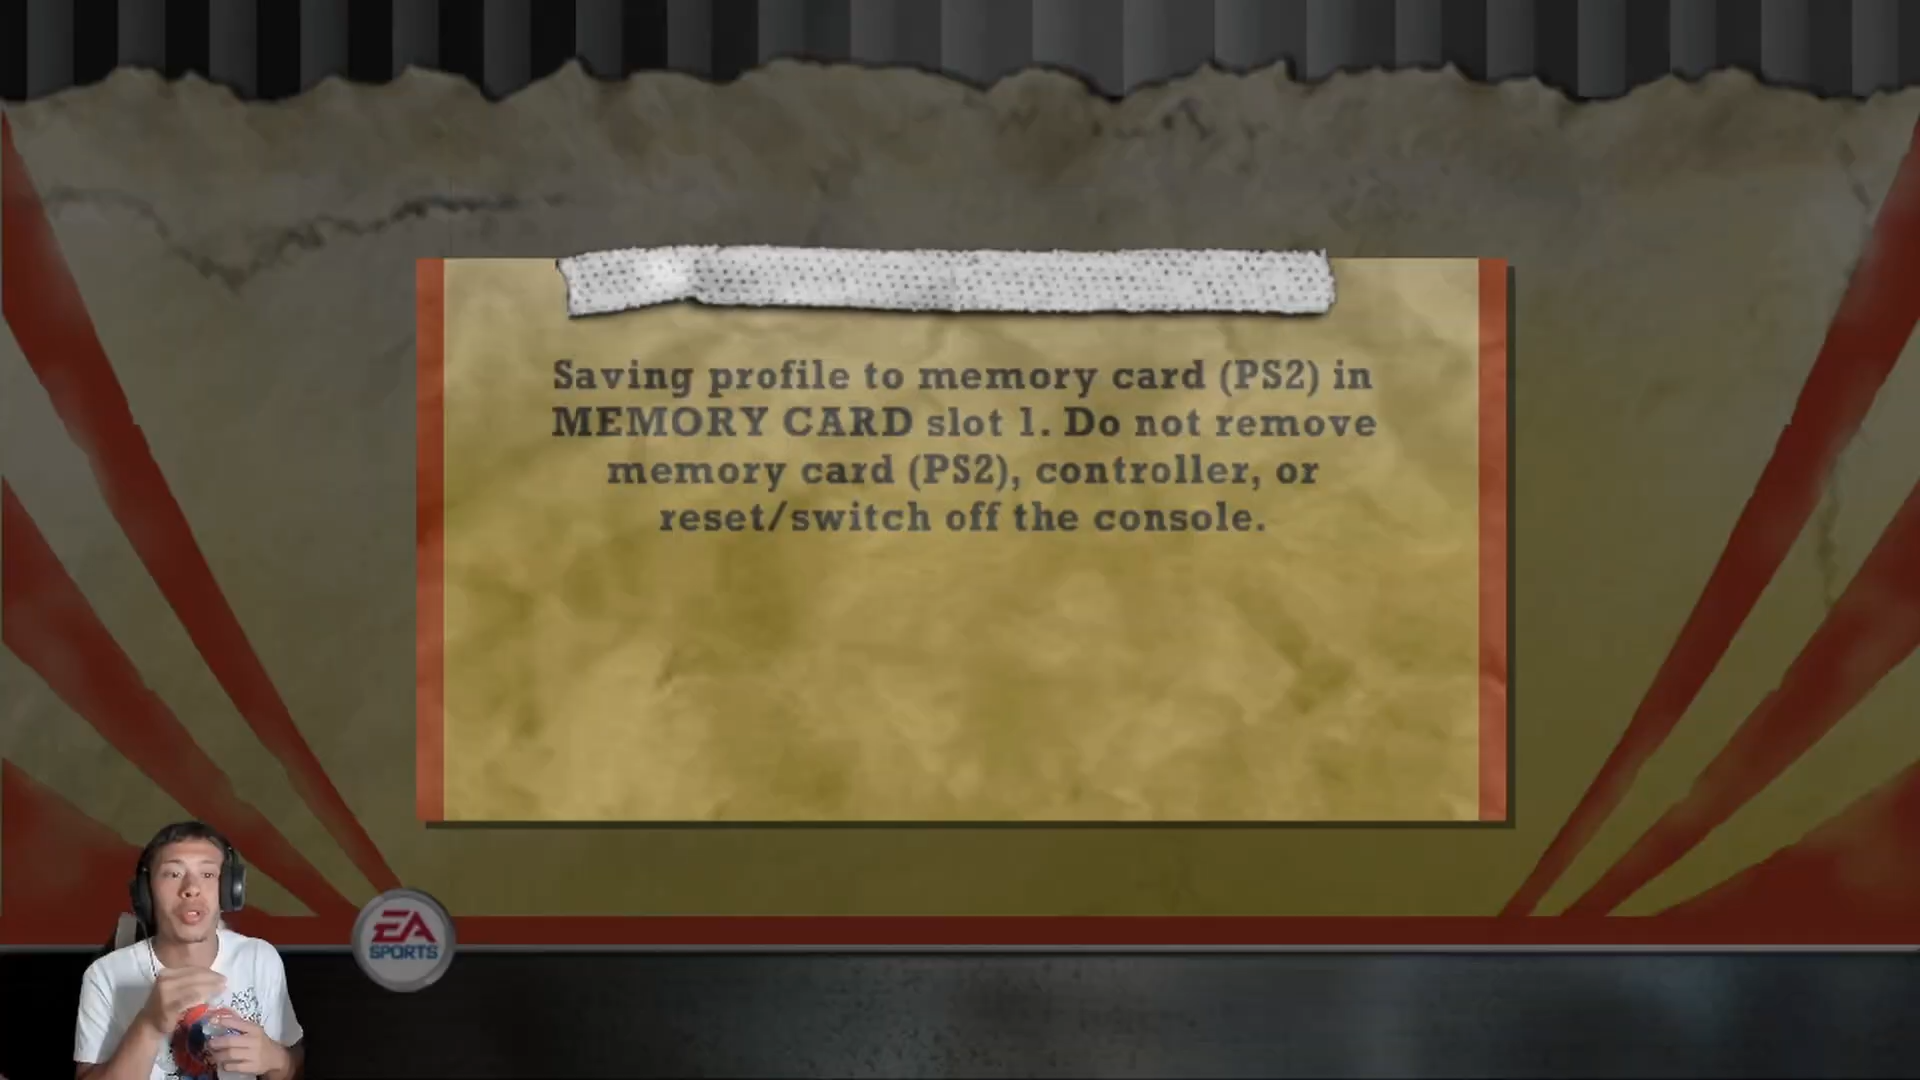 Saving profile to memory card (PS2) in
MEMORY CARD slot 1. Do not remove
memory card (PS2), controller, or
reset/switch off the console.
EA
SPORTS